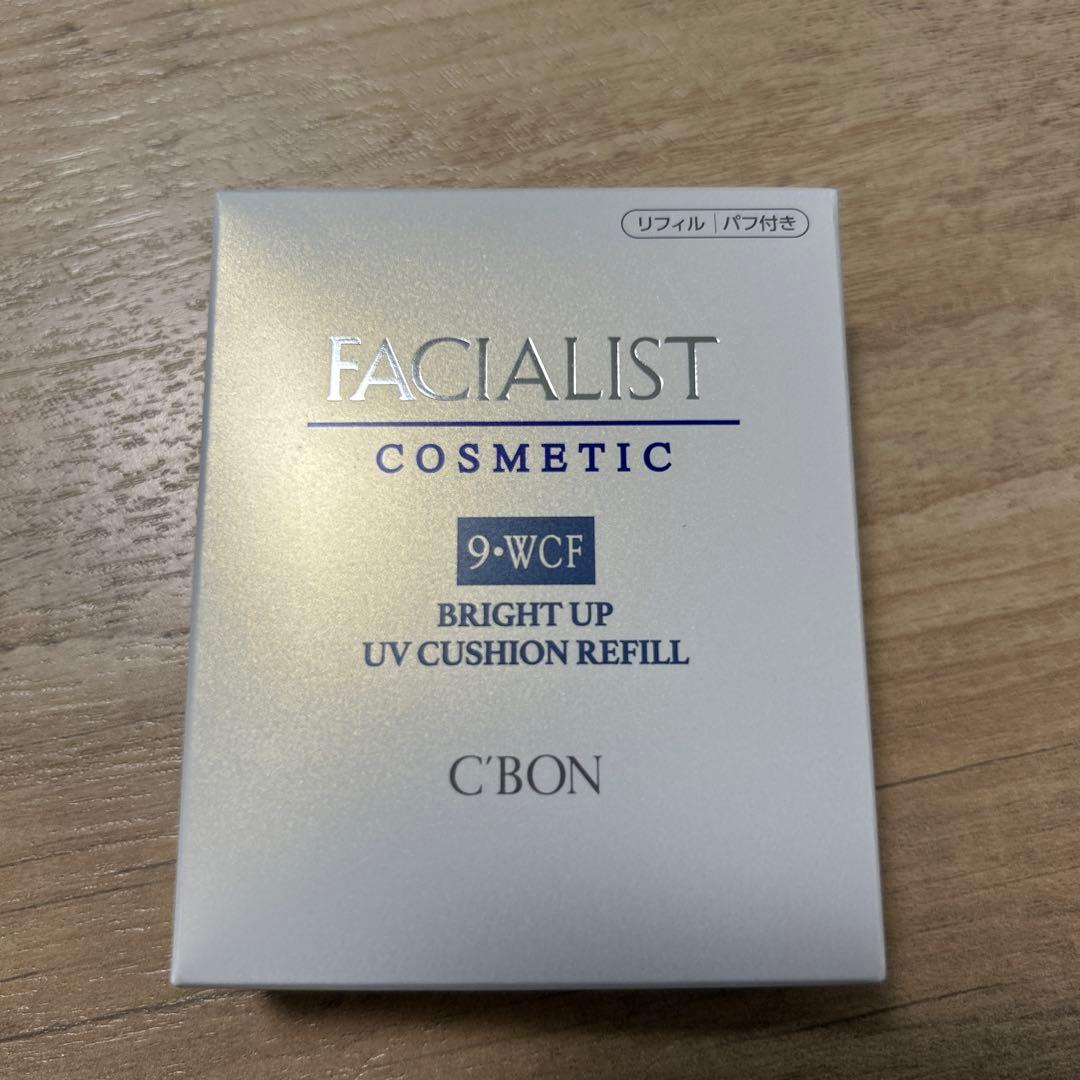 リフィル | パフ付き
FACIALIST
COSMETIC
9•WCF
BRIGHT UP
UV CUSHION REFILL
C'BON